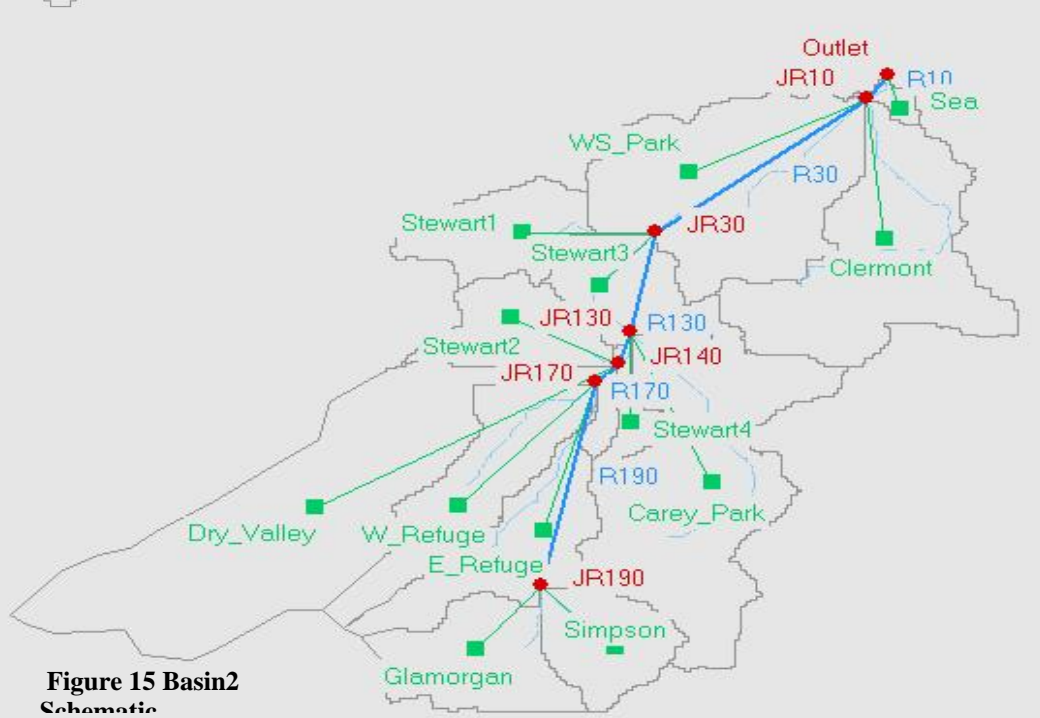 Outlet
JR10
R10
Sea
WS_Park
R30
Stewart1
JR30
Stewart3
Clermont
JR130
R130
Stewart2
JR140
JR170
R170
Stewart4
R190
Carey_Park
Dry_Valley
W_Refuge
E_Refuge
JR190
Simpson
Glamorgan
Figure 15 Basin2
Schematic